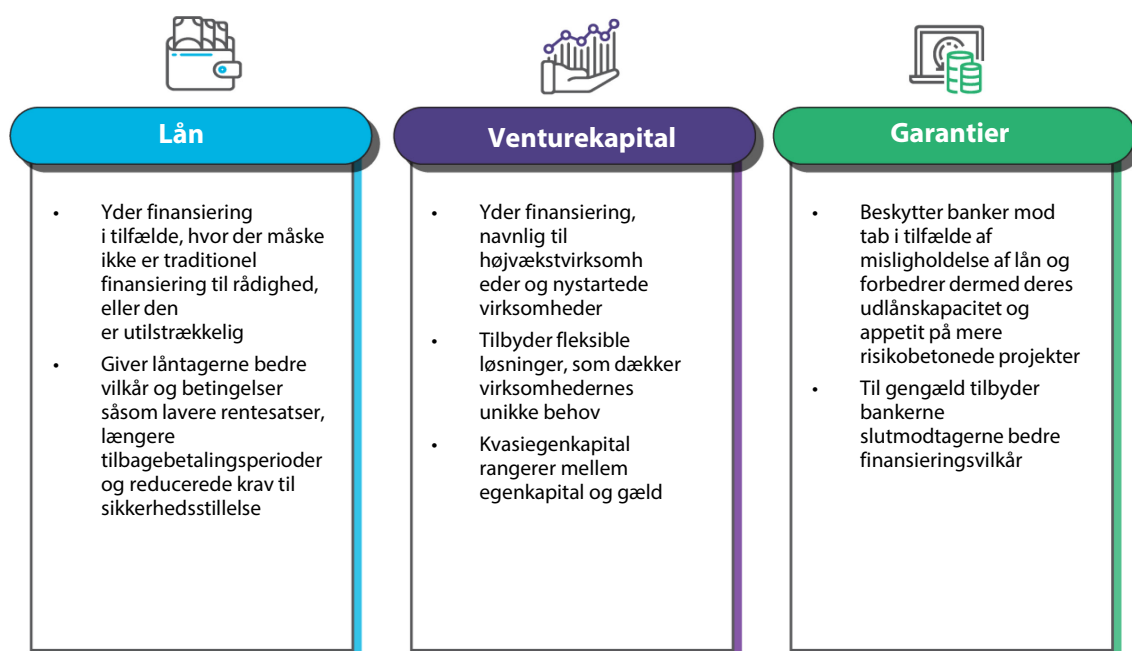 Lån
• Yder finansiering
i tilfælde, hvor der måske
ikke er traditionel
finansiering til rådighed,
eller den
er utilstrækkelig
• Giver låntagerne bedre
vilkår og betingelser
såsom lavere rentesatser,
længere
tilbagebetalingsperioder
og reducerede krav til
sikkerhedsstillelse
Venturekapital
• Yder finansiering,
navnlig til
højvækstvirksomh
eder og nystartede
virksomheder
• Tilbyder fleksible
løsninger, som dækker
virksomhedernes
unikke behov
• Kvasiegenkapital
rangerer mellem
egenkapital og gæld
Garantier
• Beskytter banker mod
tab i tilfælde af
misligholdelse af lån og
forbedrer dermed deres
udlånskapacitet og
appetit på mere
risikobetonede projekter
• Til gengæld tilbyder
bankerne
slutmodtagerne bedre
finansieringsvilkår